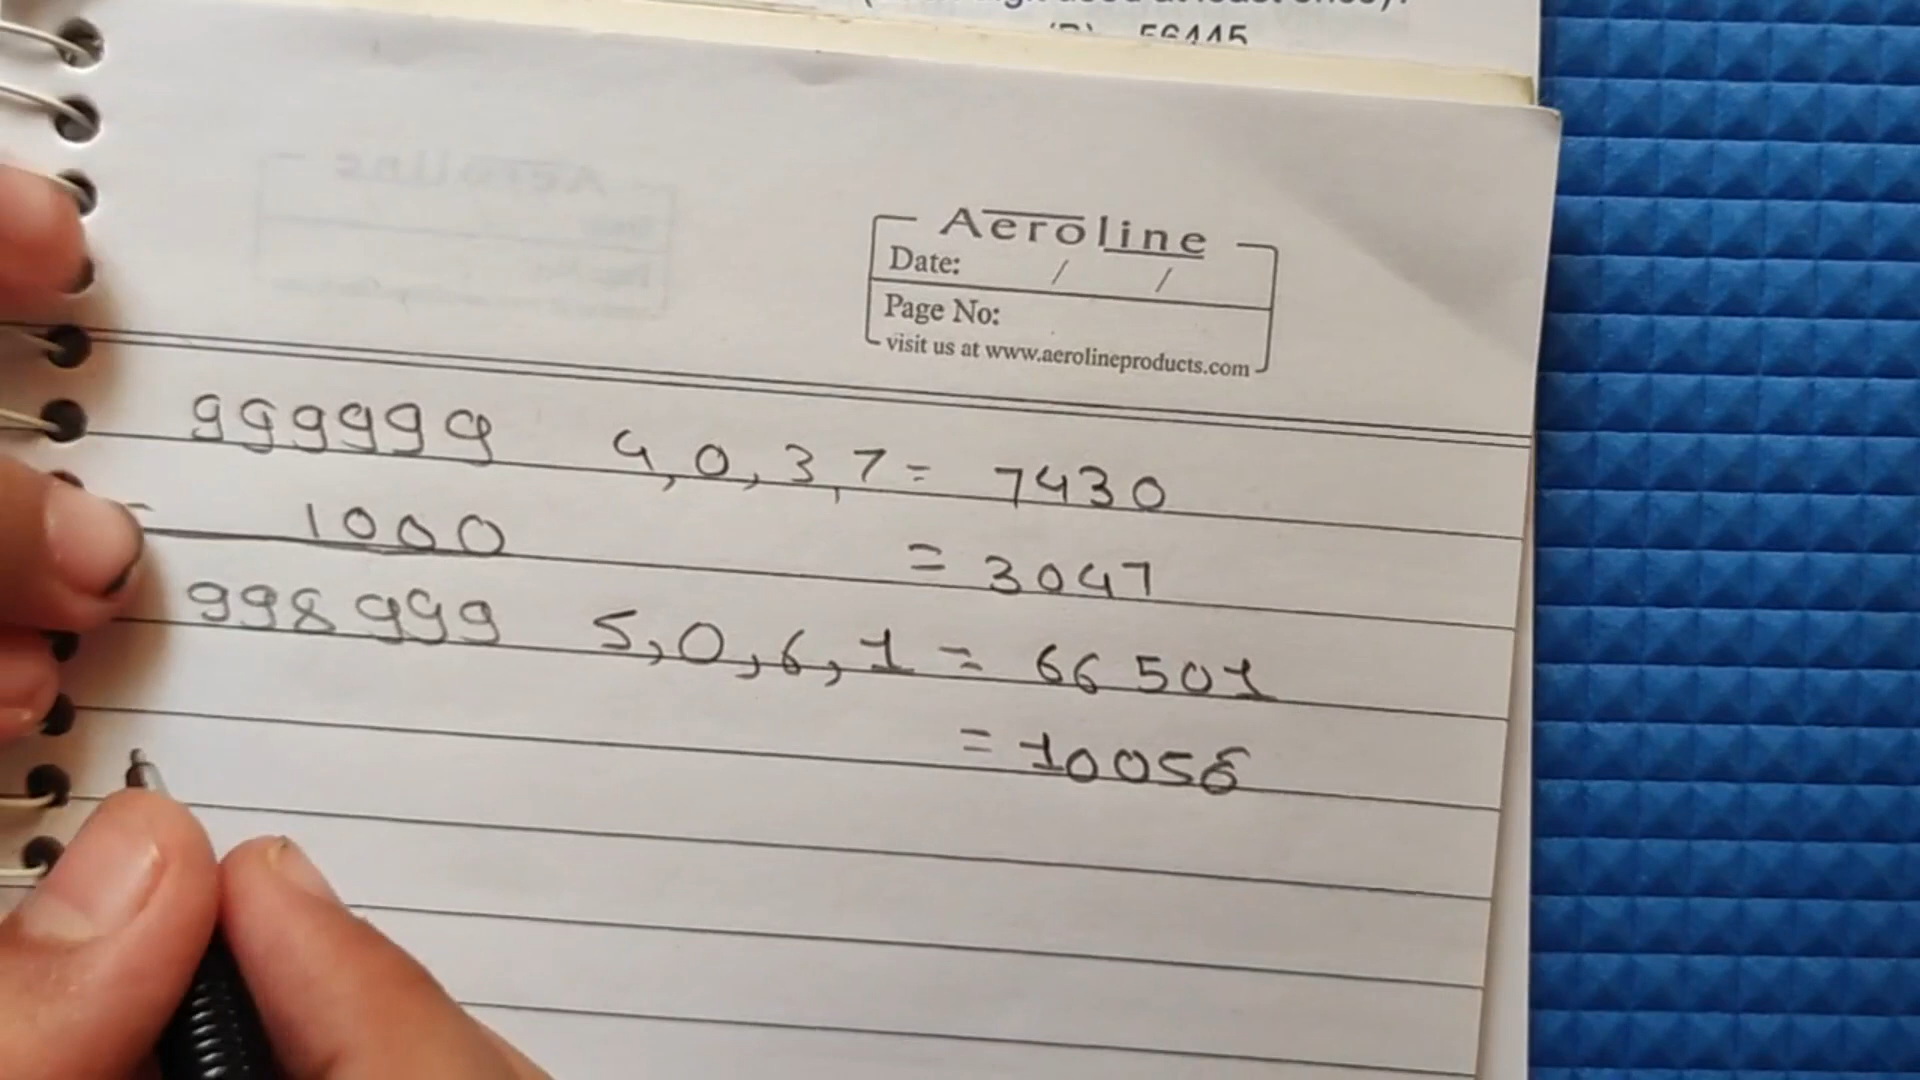 56445
Aeroline
Date: / /
Page No:
visit us at www.aerolineproducts.com
999999 4,0,3,7 = 7430
- 1000 = 3047
998999 5,0,6,1 = 66501
= 10056